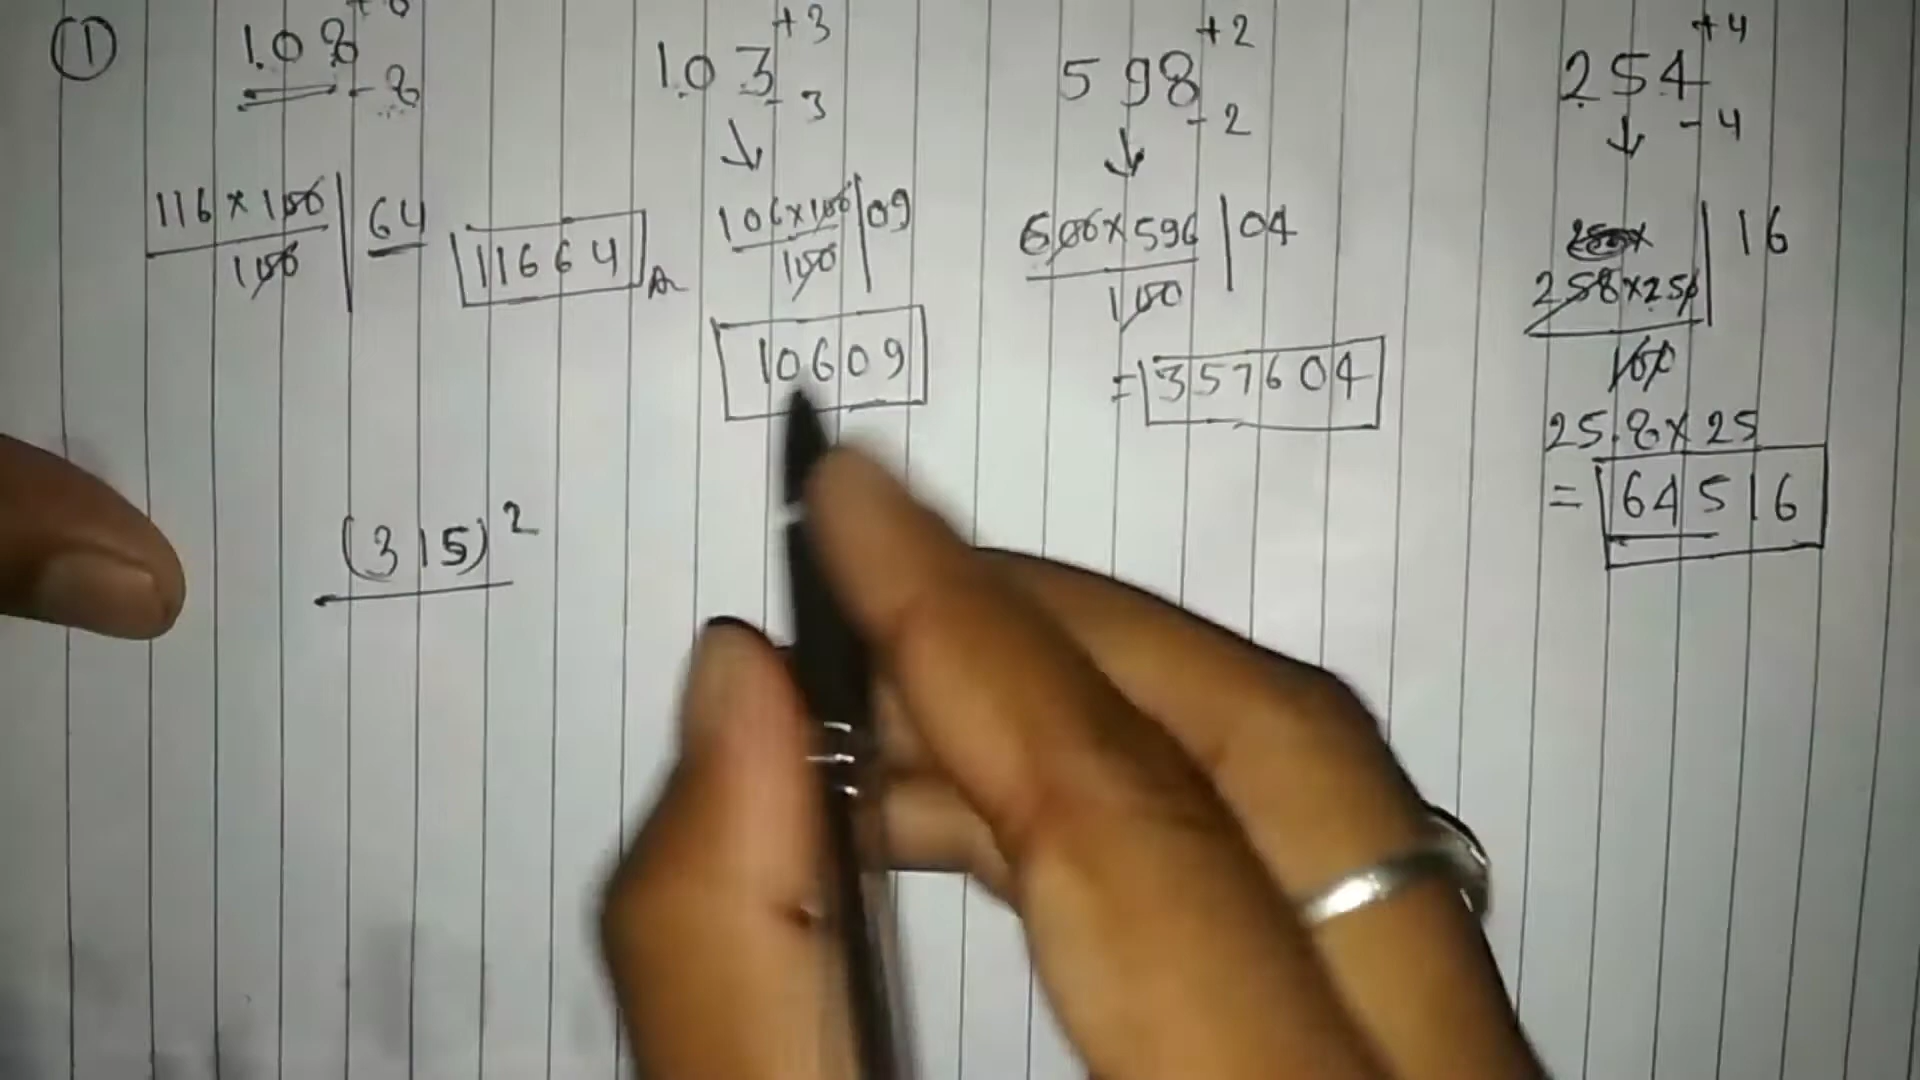 ① 108 +8 -8
116 × 100 / 100 | 64
11664 A
103 +3 -3
↓
106 × 100 / 100 | 09
10609
598 +2 -2
↓
600 × 596 / 100 | 04
= 357604
254 +4 -4
↓
258 × 250 / 100 | 16
25.8 × 25
= 64516
(315)²